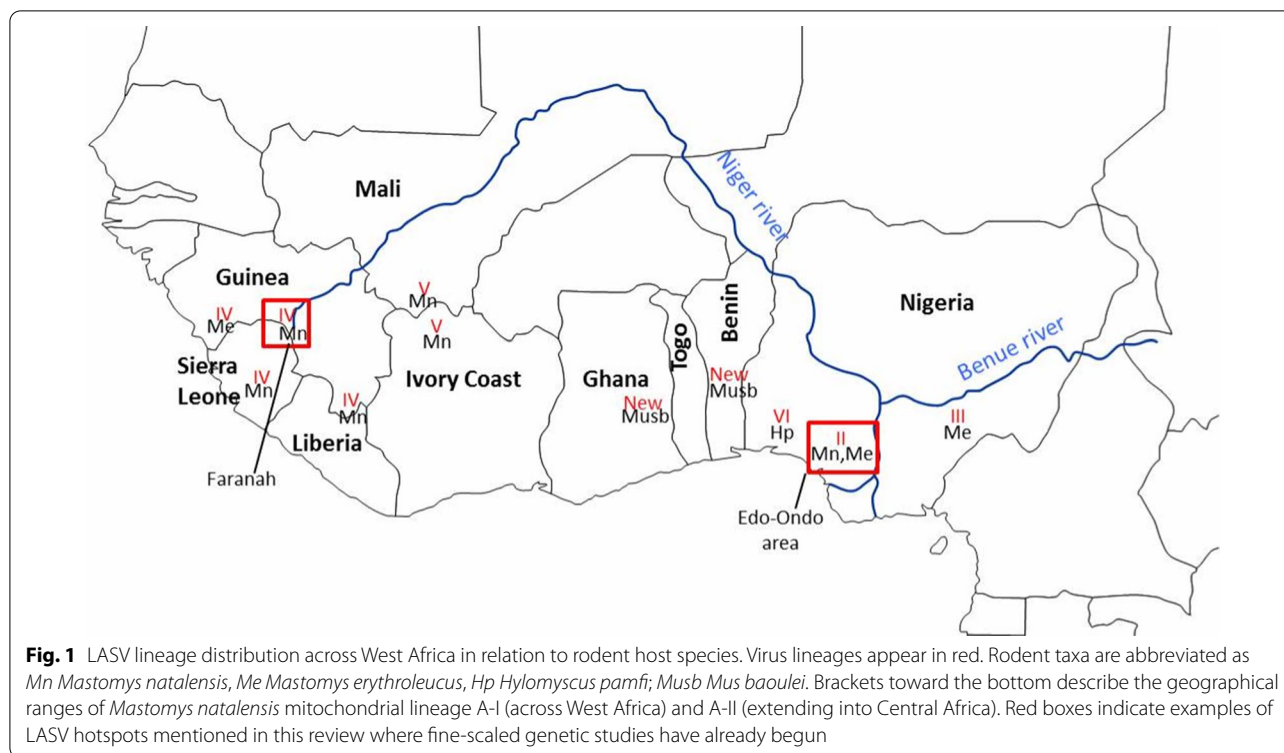 Mali
Niger river
Guinea
Nigeria
Benin
V
Mn
IV
Me
IV
Mn
V
Mn
Togo
Benue river
Sierra
Leone
IV
Mn
Ivory Coast
Ghana
New
Musb
New
Musb
IV
Mn
VI
Hp
II
Mn,Me
III
Me
Liberia
Faranah
Edo-Ondo
area
Fig. 1 LASV lineage distribution across West Africa in relation to rodent host species. Virus lineages appear in red. Rodent taxa are abbreviated as
Mn Mastomys natalensis, Me Mastomys erythroleucus, Hp Hylomyscus pamfi; Musb Mus baoulei. Brackets toward the bottom describe the geographical
ranges of Mastomys natalensis mitochondrial lineage A-I (across West Africa) and A-II (extending into Central Africa). Red boxes indicate examples of
LASV hotspots mentioned in this review where fine-scaled genetic studies have already begun